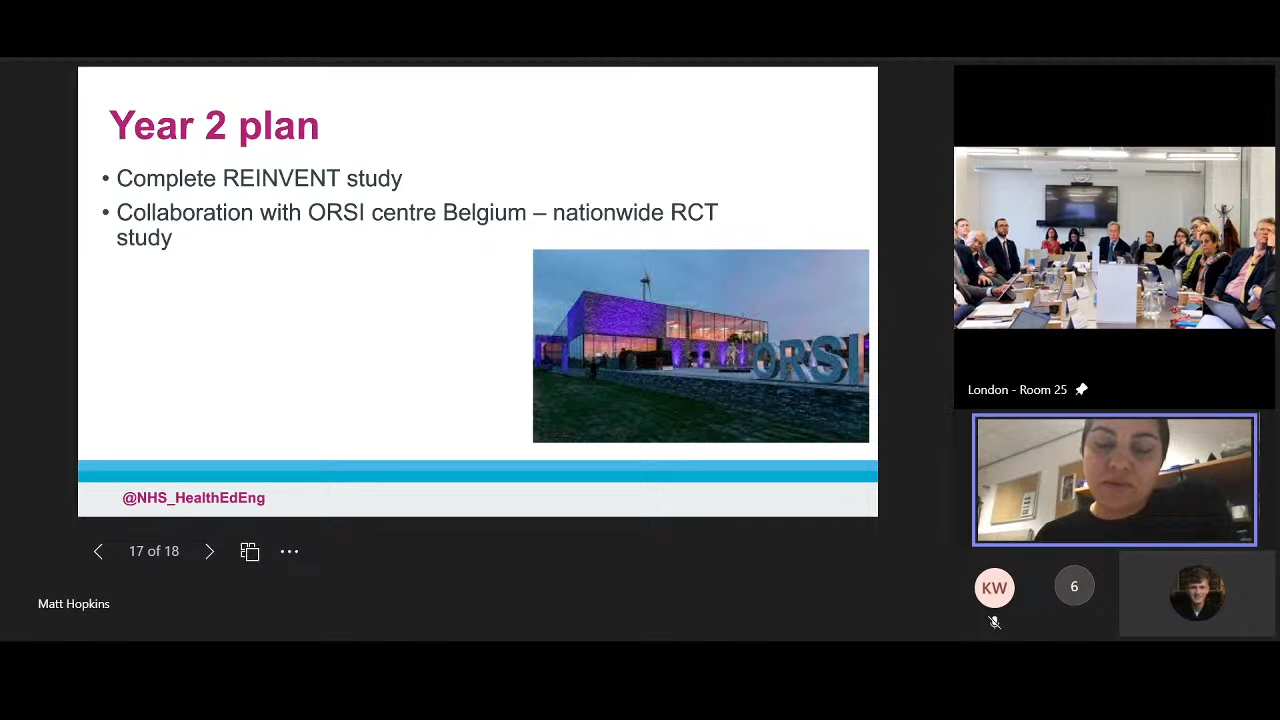 Year 2 plan
• Complete REINVENT study
• Collaboration with ORSI centre Belgium – nationwide RCT
study
ORSI
@NHS_HealthEdEng
17 of 18
Matt Hopkins
London - Room 25
KW
6